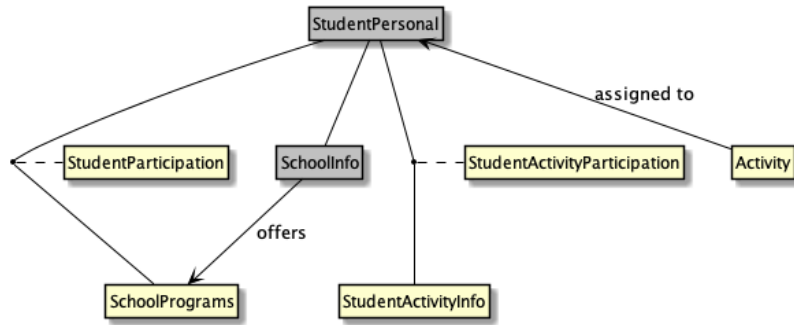 StudentPersonal
assigned to
StudentParticipation
SchoolInfo
StudentActivityParticipation
Activity
offers
SchoolPrograms
StudentActivityInfo